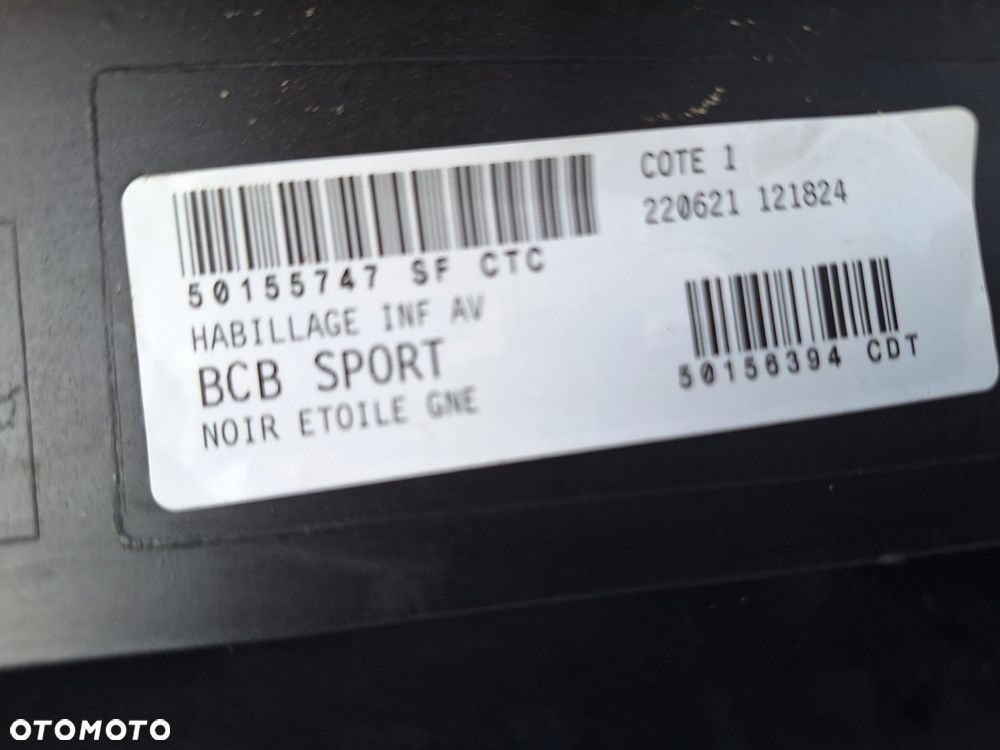 COTE 1
220621 121824
50155747 SF CTC
HABILLAGE INF AV
BCB SPORT
NOIR ETOILE GNE
50156394 CDT
OTOMOTO